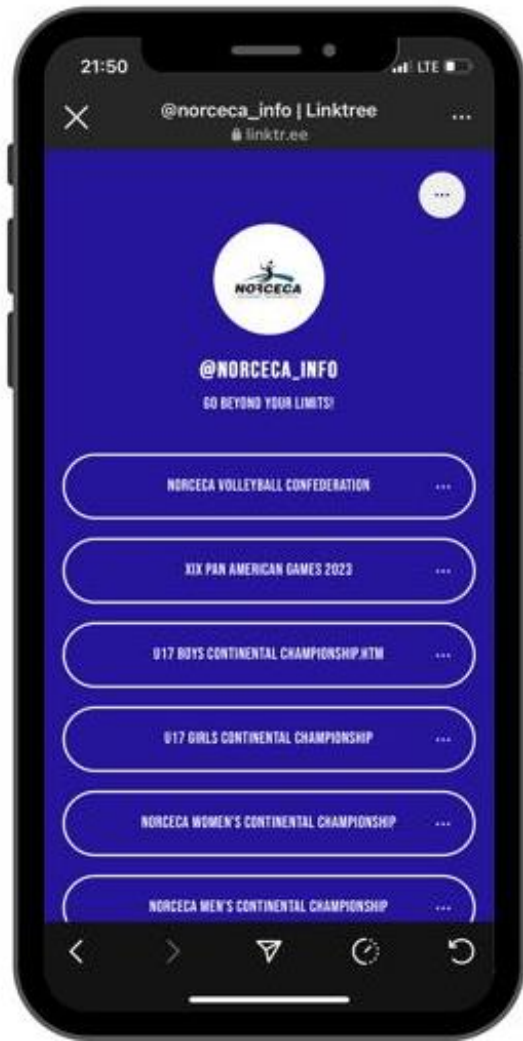 21:50
LTE
@norceca_info | Linktree
linktr.ee
NORCECA
@NORCECA_INFO
GO BEYOND YOUR LIMITS!
NORCECA VOLLEYBALL CONFEDERATION
XIX PAN AMERICAN GAMES 2023
U17 BOYS CONTINENTAL CHAMPIONSHIP.HTM
U17 GIRLS CONTINENTAL CHAMPIONSHIP
NORCECA WOMEN'S CONTINENTAL CHAMPIONSHIP
NORCECA MEN'S CONTINENTAL CHAMPIONSHIP